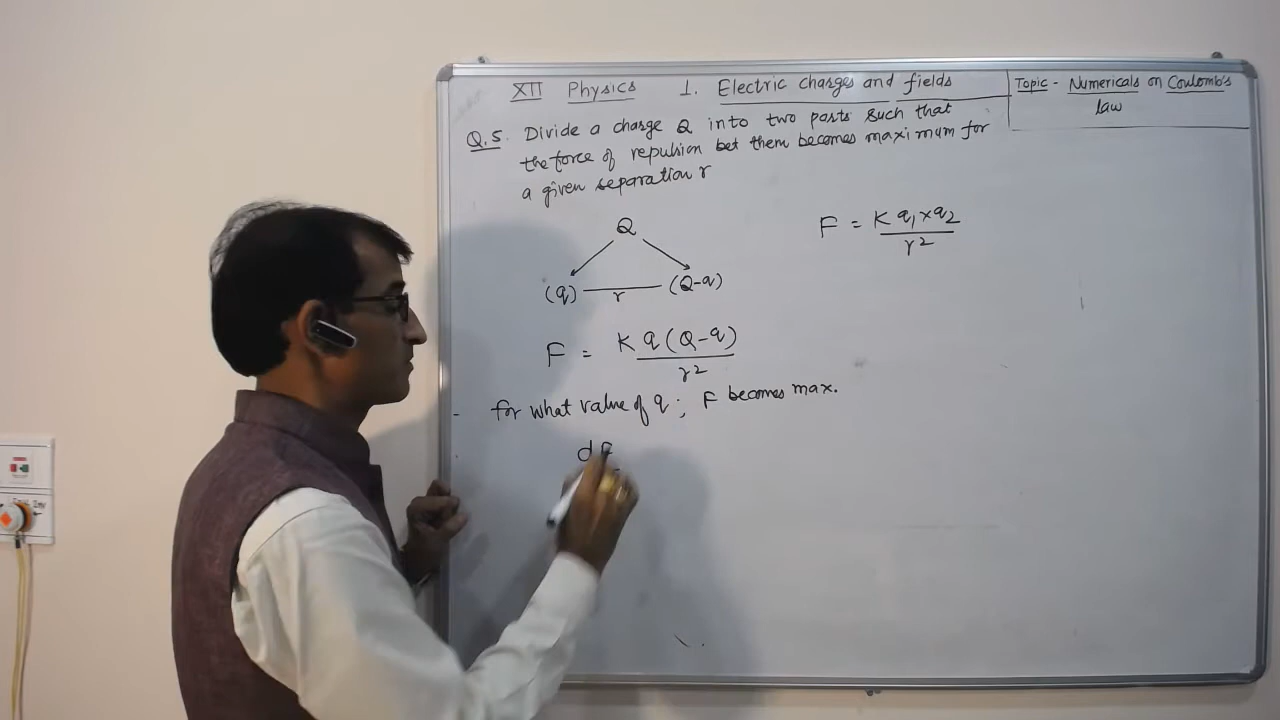 XII Physics 1. Electric charges and fields
Topic - Numericals on Coulomb's
law
Q.5. Divide a charge Q into two parts such that
the force of repulsion bet them becomes maximum for
a given separation r
Q
(q) r (Q-q)
F = K q1 x q2 / r²
F = K q (Q-q) / r²
for what value of q ; F becomes max.
dF